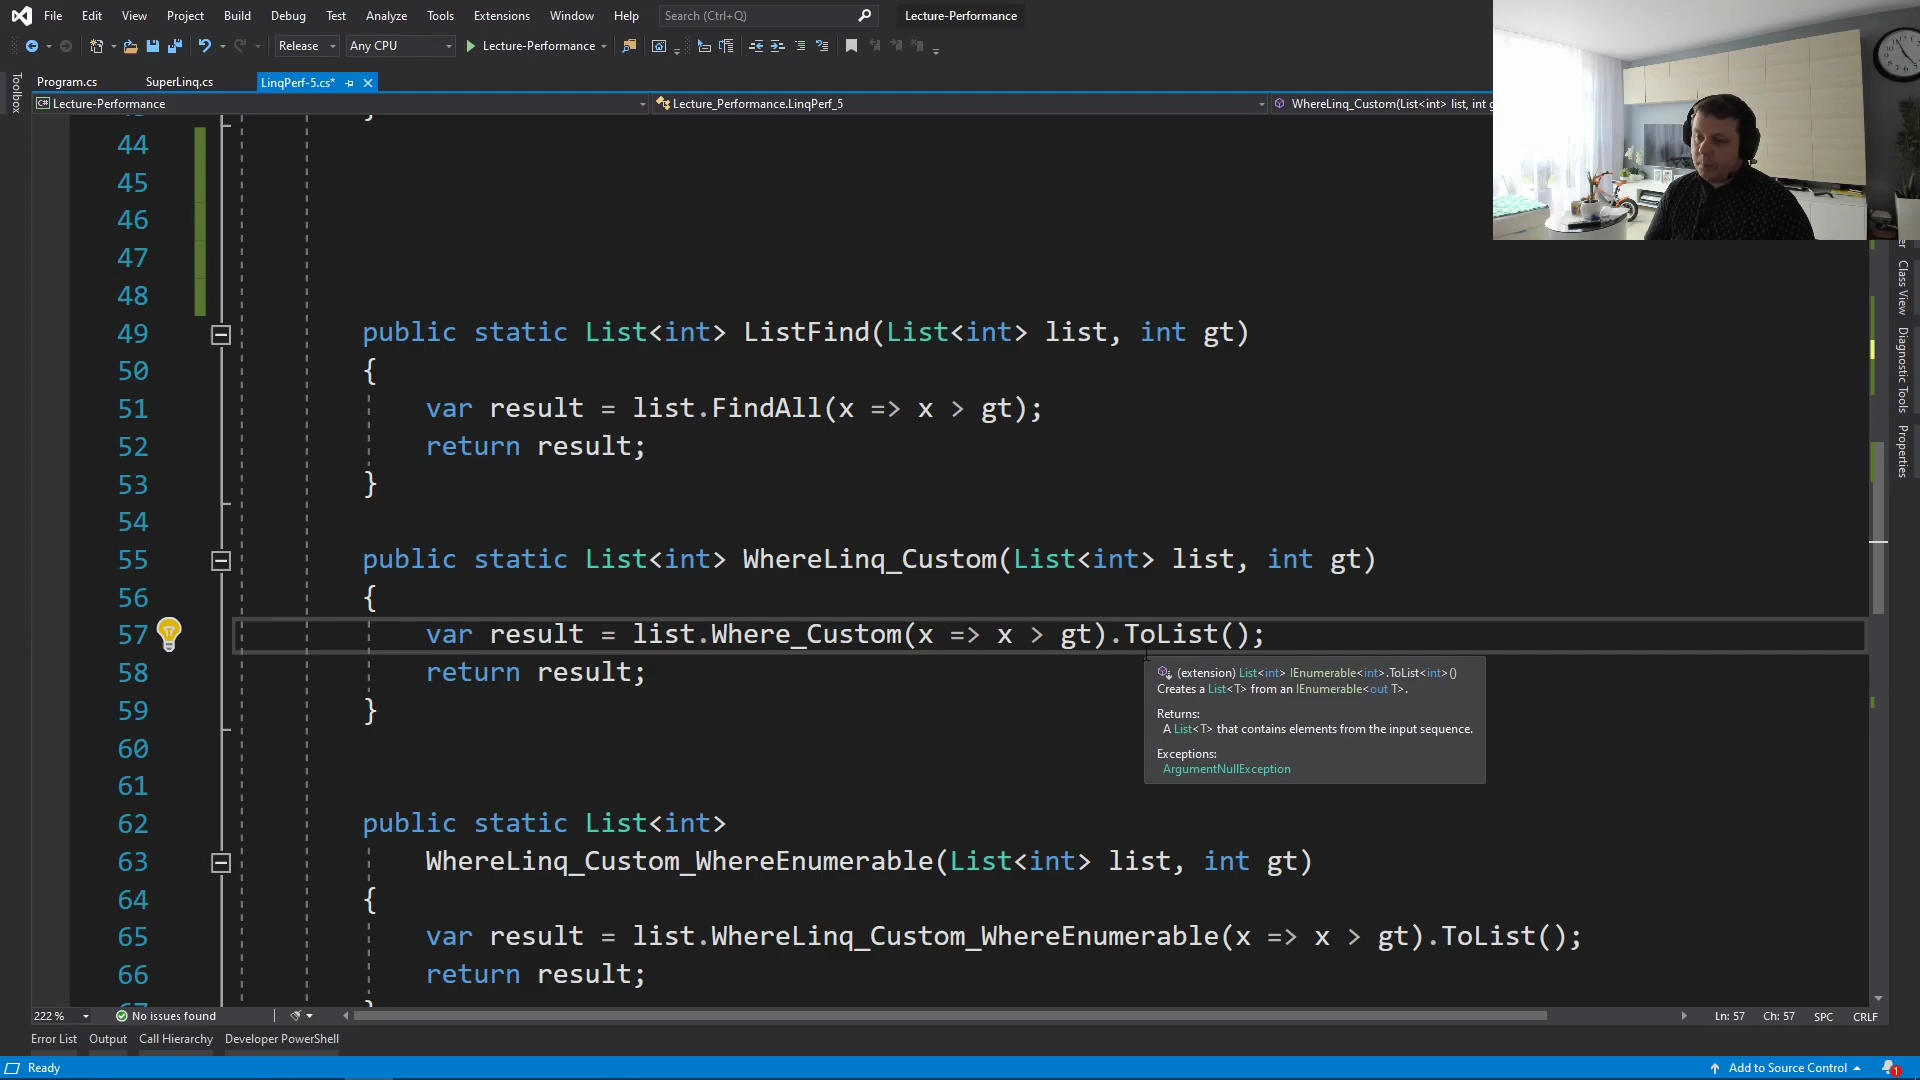 File Edit View Project Build Debug Test Analyze Tools Extensions Window Help Search (Ctrl+Q) Lecture-Performance
Release Any CPU Lecture-Performance
Toolbox
Program.cs SuperLinq.cs LinqPerf-5.cs*
C# Lecture-Performance Lecture_Performance.LinqPerf_5 WhereLinq_Custom(List<int> list, int g
44
45
46
47
48
49 public static List<int> ListFind(List<int> list, int gt)
50 {
51 var result = list.FindAll(x => x > gt);
52 return result;
53 }
54
55 public static List<int> WhereLinq_Custom(List<int> list, int gt)
56 {
57 var result = list.Where_Custom(x => x > gt).ToList();
58 return result;
59 }
60
61
62 public static List<int>
63 WhereLinq_Custom_WhereEnumerable(List<int> list, int gt)
64 {
65 var result = list.WhereLinq_Custom_WhereEnumerable(x => x > gt).ToList();
66 return result;
(extension) List<int> IEnumerable<int>.ToList<int>()
Creates a List<T> from an IEnumerable<out T>.
Returns:
A List<T> that contains elements from the input sequence.
Exceptions:
ArgumentNullException
Class View
Diagnostic Tools
Properties
222 % No issues found Ln: 57 Ch: 57 SPC CRLF
Error List Output Call Hierarchy Developer PowerShell
Ready Add to Source Control 1